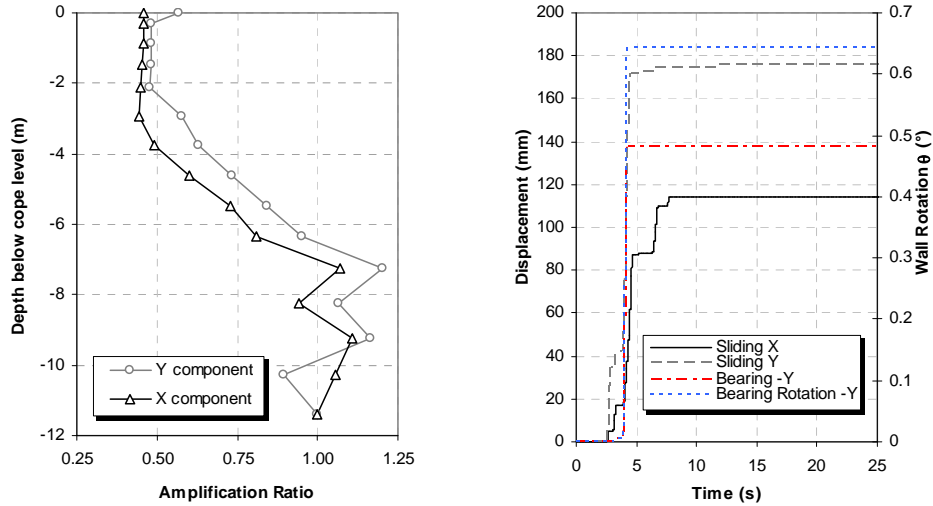 0
-2
-4
-6
-8
-10
-12
Depth below cope level (m)
0.25 0.50 0.75 1.00 1.25
Amplification Ratio
Y component
X component
200
180
160
140
120
100
80
60
40
20
0
Displacement (mm)
0.7
0.6
0.5
0.4
0.3
0.2
0.1
0
Wall Rotation θ (°)
Sliding X
Sliding Y
Bearing -Y
Bearing Rotation -Y
0 5 10 15 20 25
Time (s)